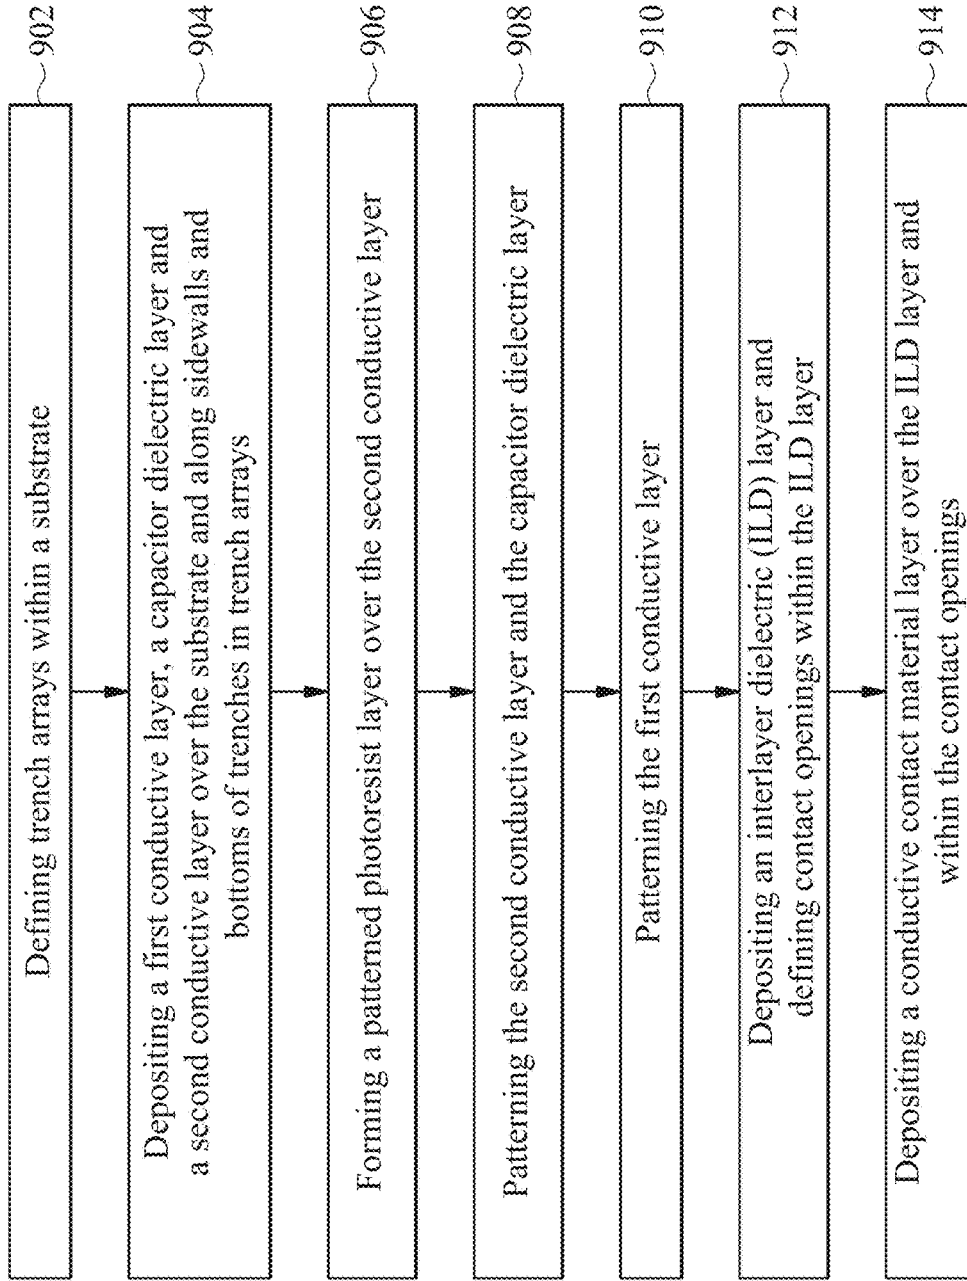 Defining trench arrays within a substrate
902
Depositing a first conductive layer, a capacitor dielectric layer and
a second conductive layer over the substrate and along sidewalls and
bottoms of trenches in trench arrays
904
Forming a patterned photoresist layer over the second conductive layer
906
Patterning the second conductive layer and the capacitor dielectric layer
908
Patterning the first conductive layer
910
Depositing an interlayer dielectric (ILD) layer and
defining contact openings within the ILD layer
912
Depositing a conductive contact material layer over the ILD layer and
within the contact openings
914